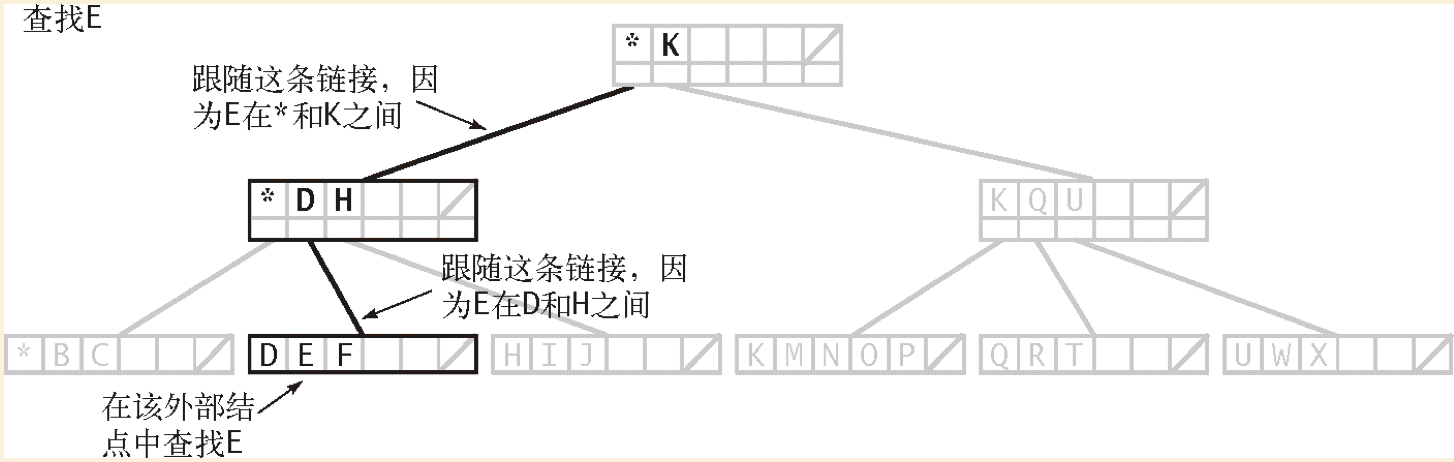 查找E
* K
跟随这条链接，因
为E在*和K之间
* D H
K Q U
跟随这条链接，因
为E在D和H之间
* B C
D E F
H I J
K M N O P
Q R T
U W X
在该外部结
点中查找E